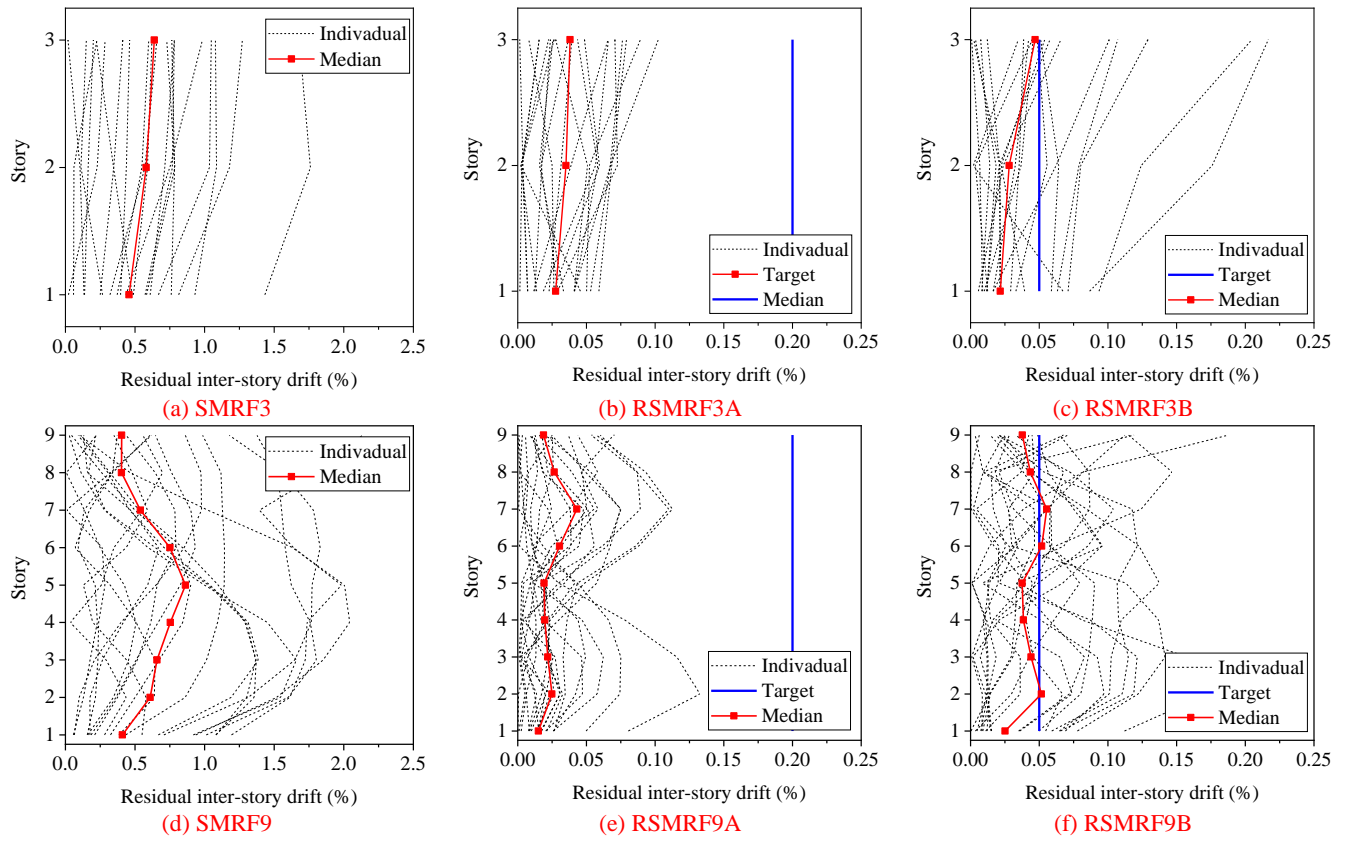 3
2
1
Story
Indivadual
Median
0.0 0.5 1.0 1.5 2.0 2.5
Residual inter-story drift (%)
(a) SMRF3
3
2
1
Story
Indivadual
Target
Median
0.00 0.05 0.10 0.15 0.20 0.25
Residual inter-story drift (%)
(b) RSMRF3A
3
2
1
Story
Indivadual
Target
Median
0.00 0.05 0.10 0.15 0.20 0.25
Residual inter-story drift (%)
(c) RSMRF3B
9
8
7
6
5
4
3
2
1
Story
Indivadual
Median
0.0 0.5 1.0 1.5 2.0 2.5
Residual inter-story drift (%)
(d) SMRF9
9
8
7
6
5
4
3
2
1
Story
Indivadual
Target
Median
0.00 0.05 0.10 0.15 0.20 0.25
Residual inter-story drift (%)
(e) RSMRF9A
9
8
7
6
5
4
3
2
1
Story
Indivadual
Target
Median
0.00 0.05 0.10 0.15 0.20 0.25
Residual inter-story drift (%)
(f) RSMRF9B